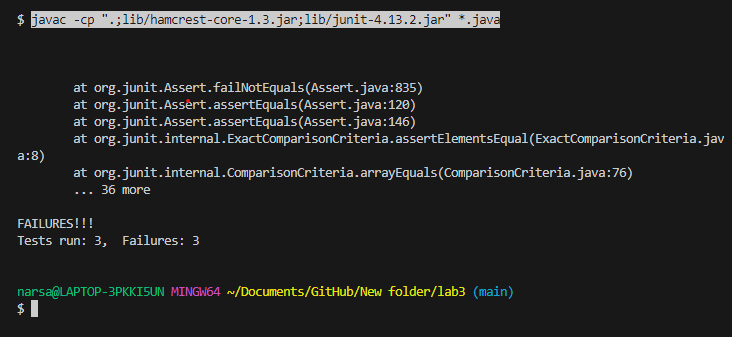 $ javac -cp ".;lib/hamcrest-core-1.3.jar;lib/junit-4.13.2.jar" *.java
at org.junit.Assert.failNotEquals(Assert.java:835)
at org.junit.Assert.assertEquals(Assert.java:120)
at org.junit.Assert.assertEquals(Assert.java:146)
at org.junit.internal.ExactComparisonCriteria.assertElementsEqual(ExactComparisonCriteria.jav
a:8)
at org.junit.internal.ComparisonCriteria.arrayEquals(ComparisonCriteria.java:76)
... 36 more
FAILURES!!!
Tests run: 3,  Failures: 3
narsa@LAPTOP-3PKKI5UN MINGW64 ~/Documents/GitHub/New folder/lab3 (main)
$